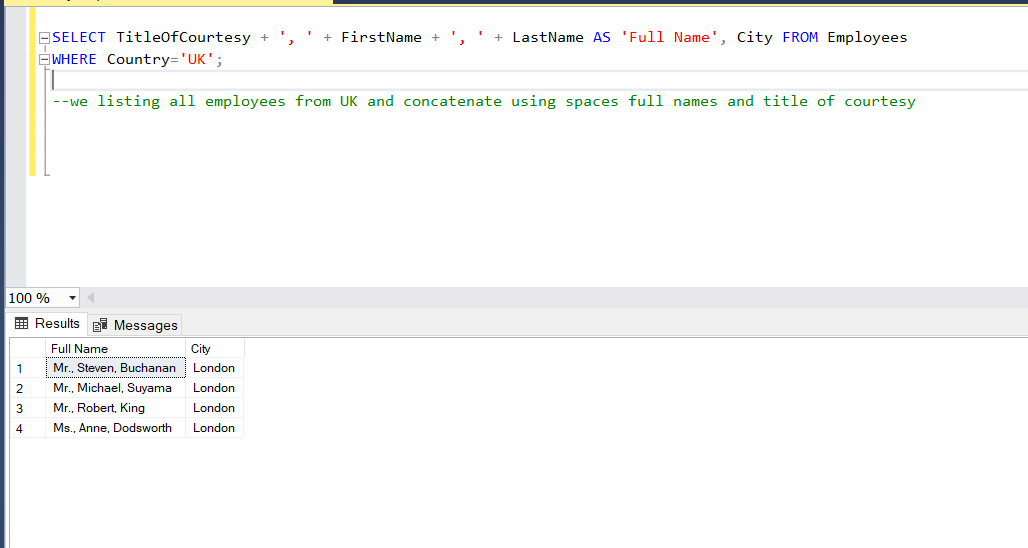 SELECT TitleOfCourtesy + ', ' + FirstName + ', ' + LastName AS 'Full Name', City FROM Employees
WHERE Country='UK';
--we listing all employees from UK and concatenate using spaces full names and title of courtesy
100 %
Results Messages
Full Name City
1 Mr., Steven, Buchanan London
2 Mr., Michael, Suyama London
3 Mr., Robert, King London
4 Ms., Anne, Dodsworth London